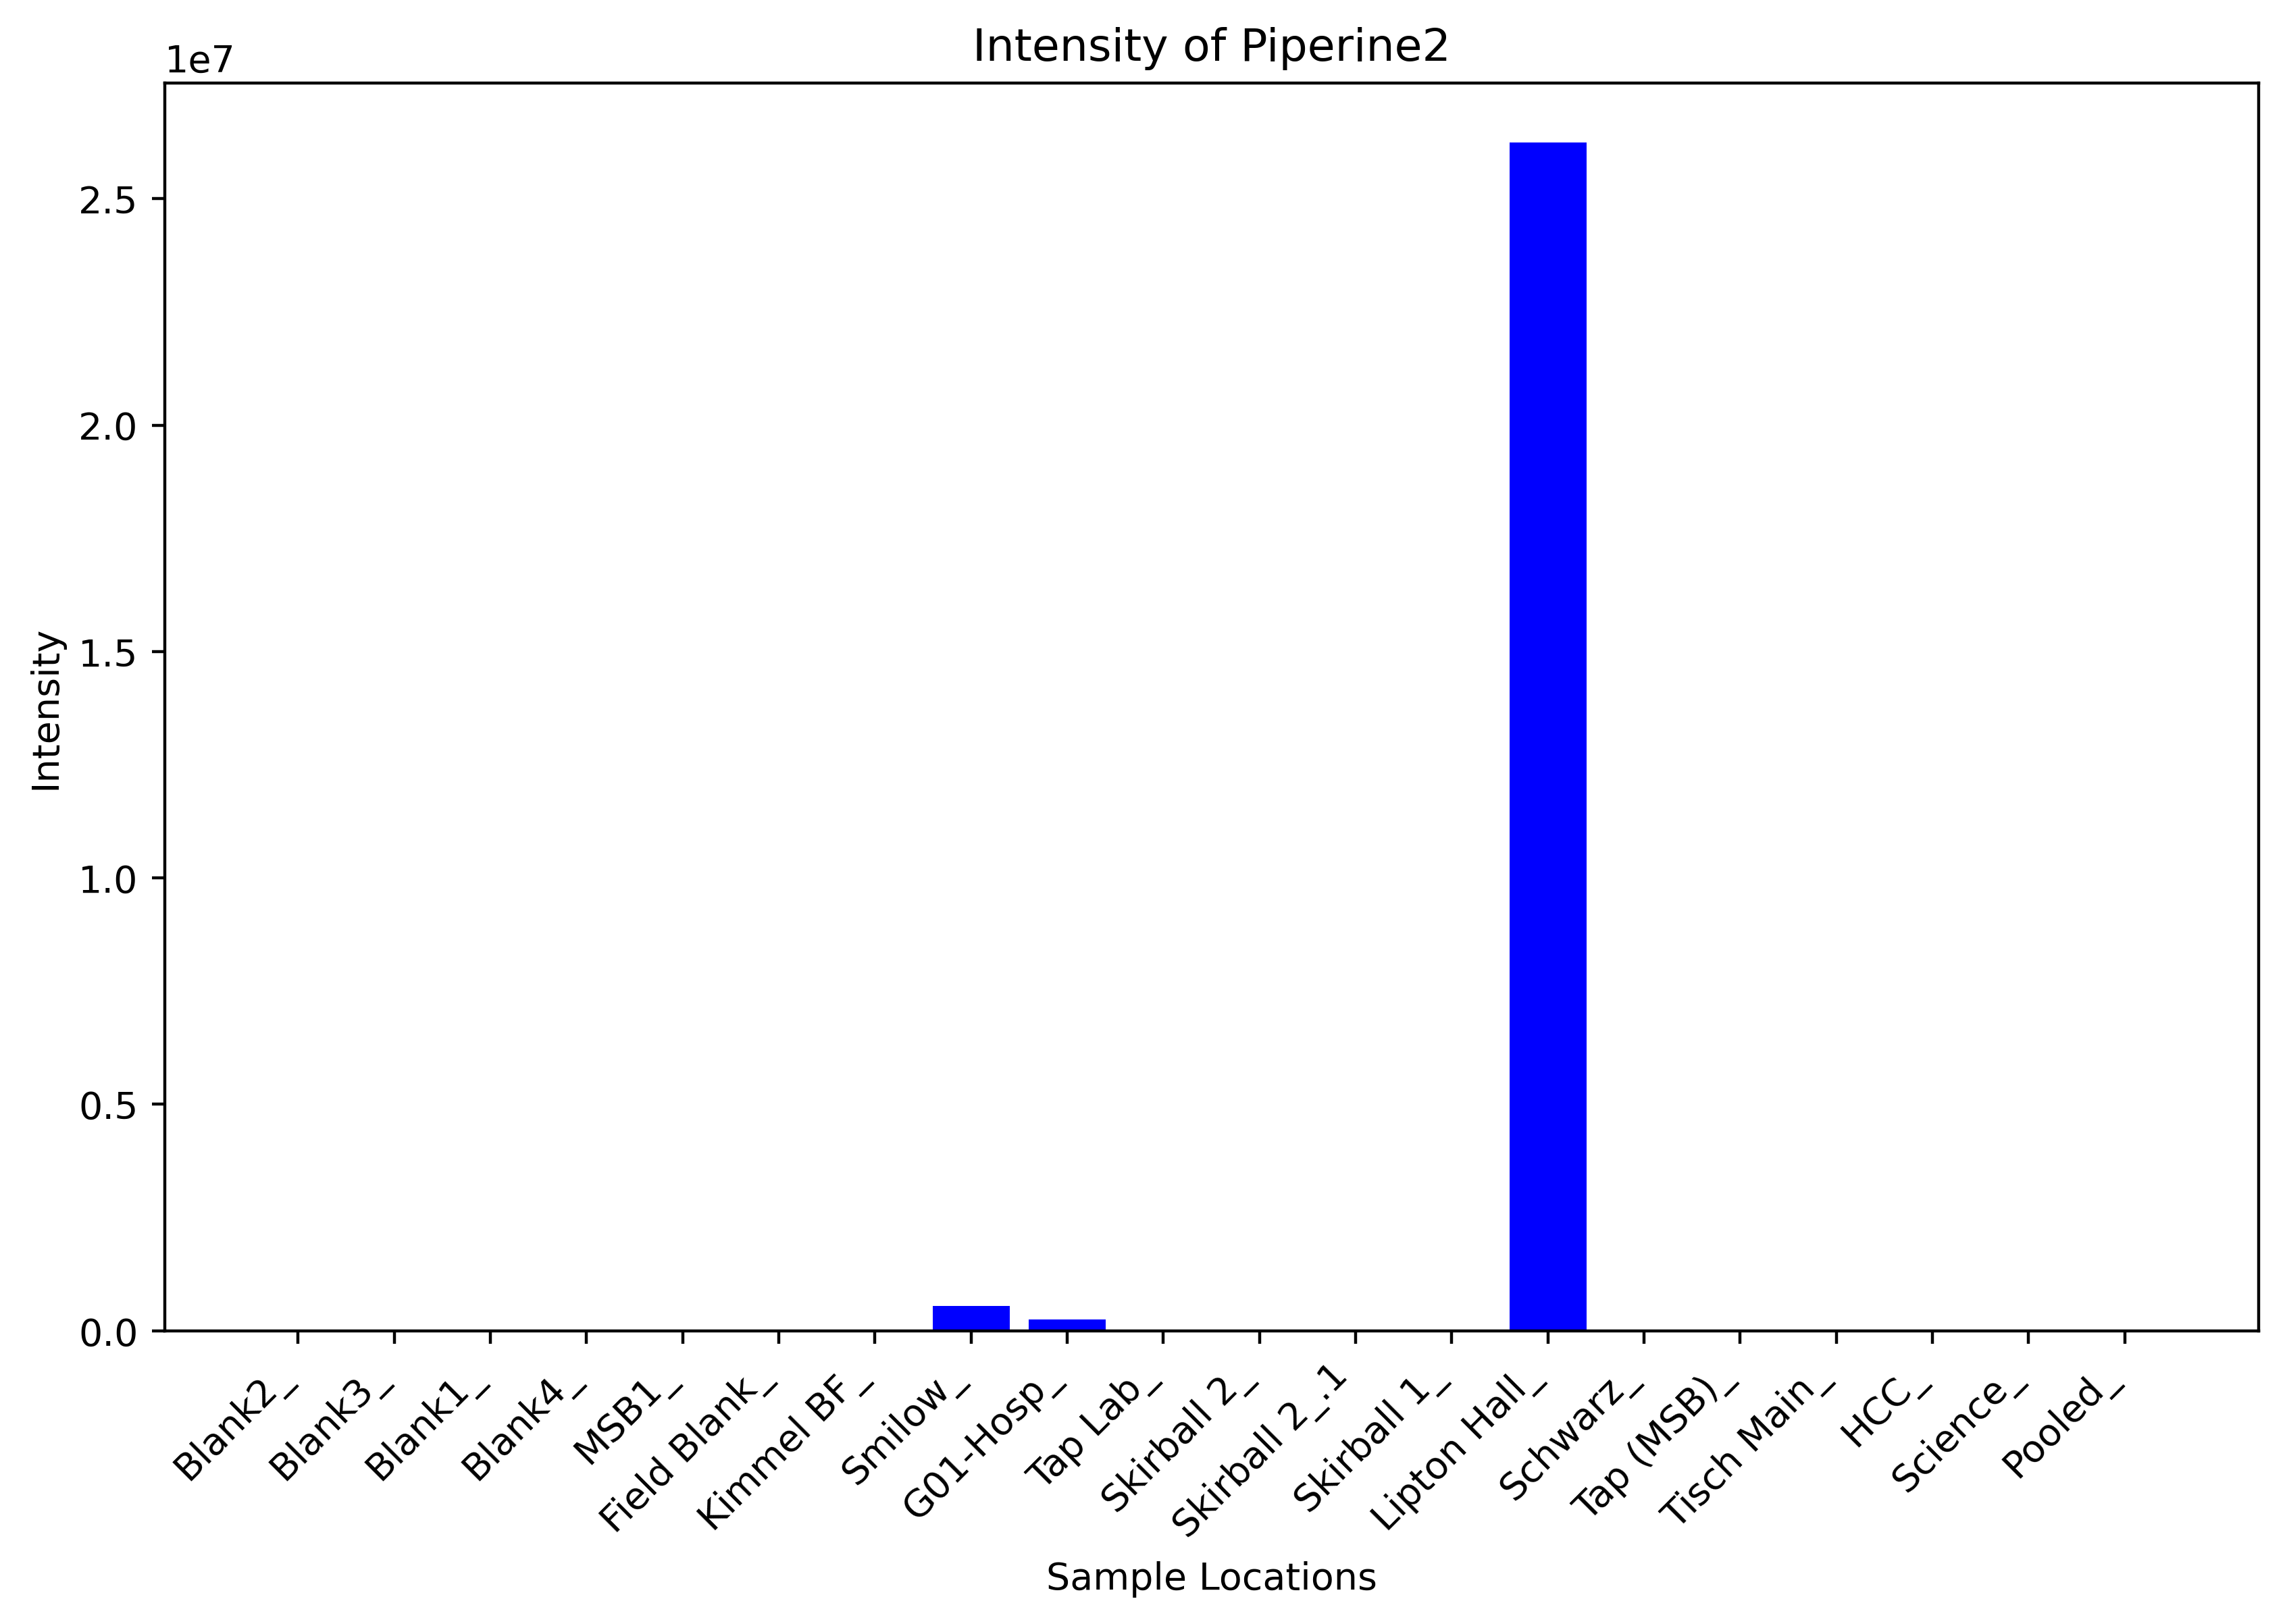 Intensity of Piperine2
1e7
2.5
2.0
1.5
1.0
0.5
0.0
Intensity
Blank2_
Blank3_
Blank1_
Blank4_
MSB1_
Field Blank_
Kimmel BF_
Smilow_
G01-Hosp_
Tap Lab_
Skirball 2_
Skirball 2_.1
Skirball 1_
Lipton Hall_
Schwarz_
Tap (MSB)_
Tisch Main_
HCC_
Science_
Pooled_
Sample Locations